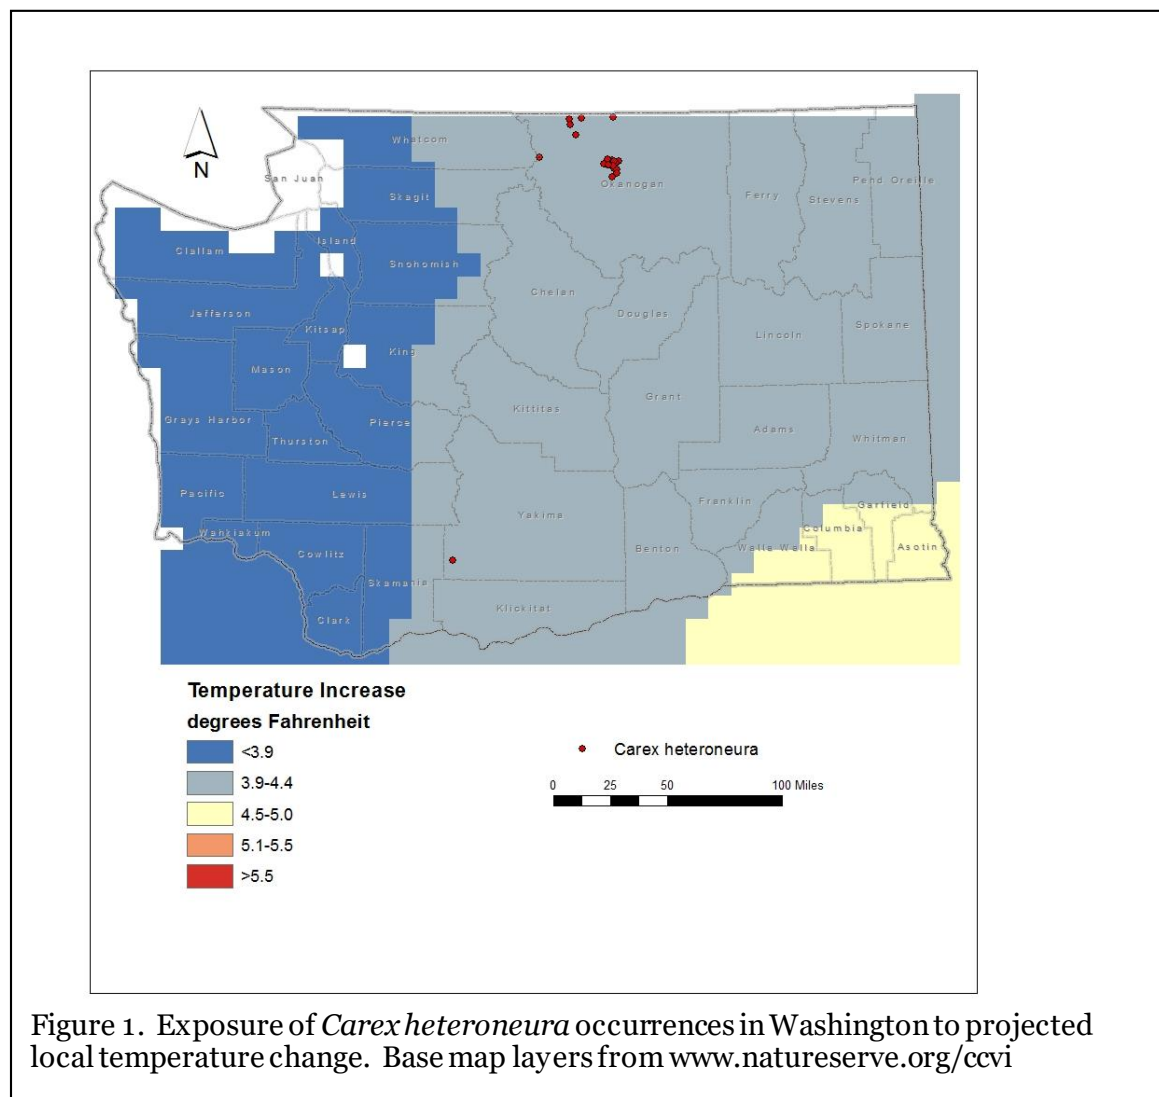 N
Whatcom
San Juan
Skagit
Okanogan
Ferry
Stevens
Pend Oreille
Island
Clallam
Snohomish
Chelan
Jefferson
Douglas
Kitsap
Lincoln
Spokane
King
Mason
Kittitas
Grant
Grays Harbor
Pierce
Thurston
Adams
Whitman
Pacific
Lewis
Yakima
Franklin
Garfield
Columbia
Wahkiakum
Cowlitz
Benton
Walla Walla
Asotin
Skamania
Klickitat
Clark
Temperature Increase
degrees Fahrenheit
<3.9
3.9-4.4
4.5-5.0
5.1-5.5
>5.5
Carex heteroneura
0 25 50 100 Miles
Figure 1. Exposure of Carex heteroneura occurrences in Washington to projected
local temperature change. Base map layers from www.natureserve.org/ccvi